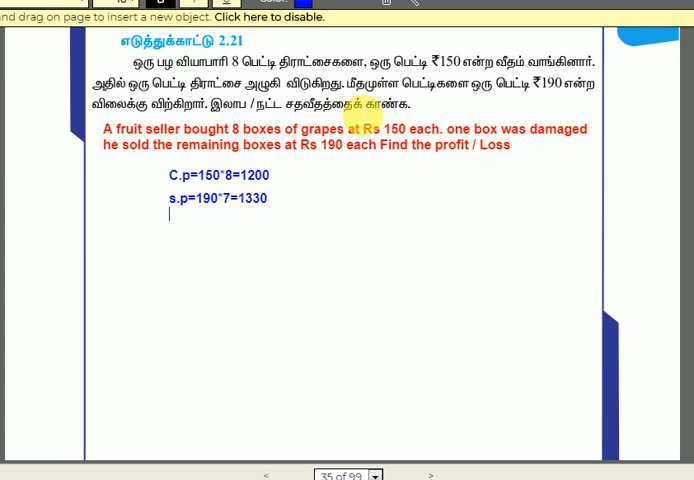 and drag on page to insert a new object. Click here to disable.
எடுத்துக்காட்டு 2.21
ஒரு பழ வியாபாரி 8 பெட்டி திராட்சைகளை, ஒரு பெட்டி ₹150 என்ற வீதம் வாங்கினார்.
அதில் ஒரு பெட்டி திராட்சை அழுகி விடுகிறது. மீதமுள்ள பெட்டிகளை ஒரு பெட்டி ₹190 என்ற
விலைக்கு விற்கிறார். இலாப / நட்ட சதவீதத்தைக் காண்க.
A fruit seller bought 8 boxes of grapes at Rs 150 each. one box was damaged
he sold the remaining boxes at Rs 190 each Find the profit / Loss
C.p=150*8=1200
s.p=190*7=1330
< 35 of 99 >